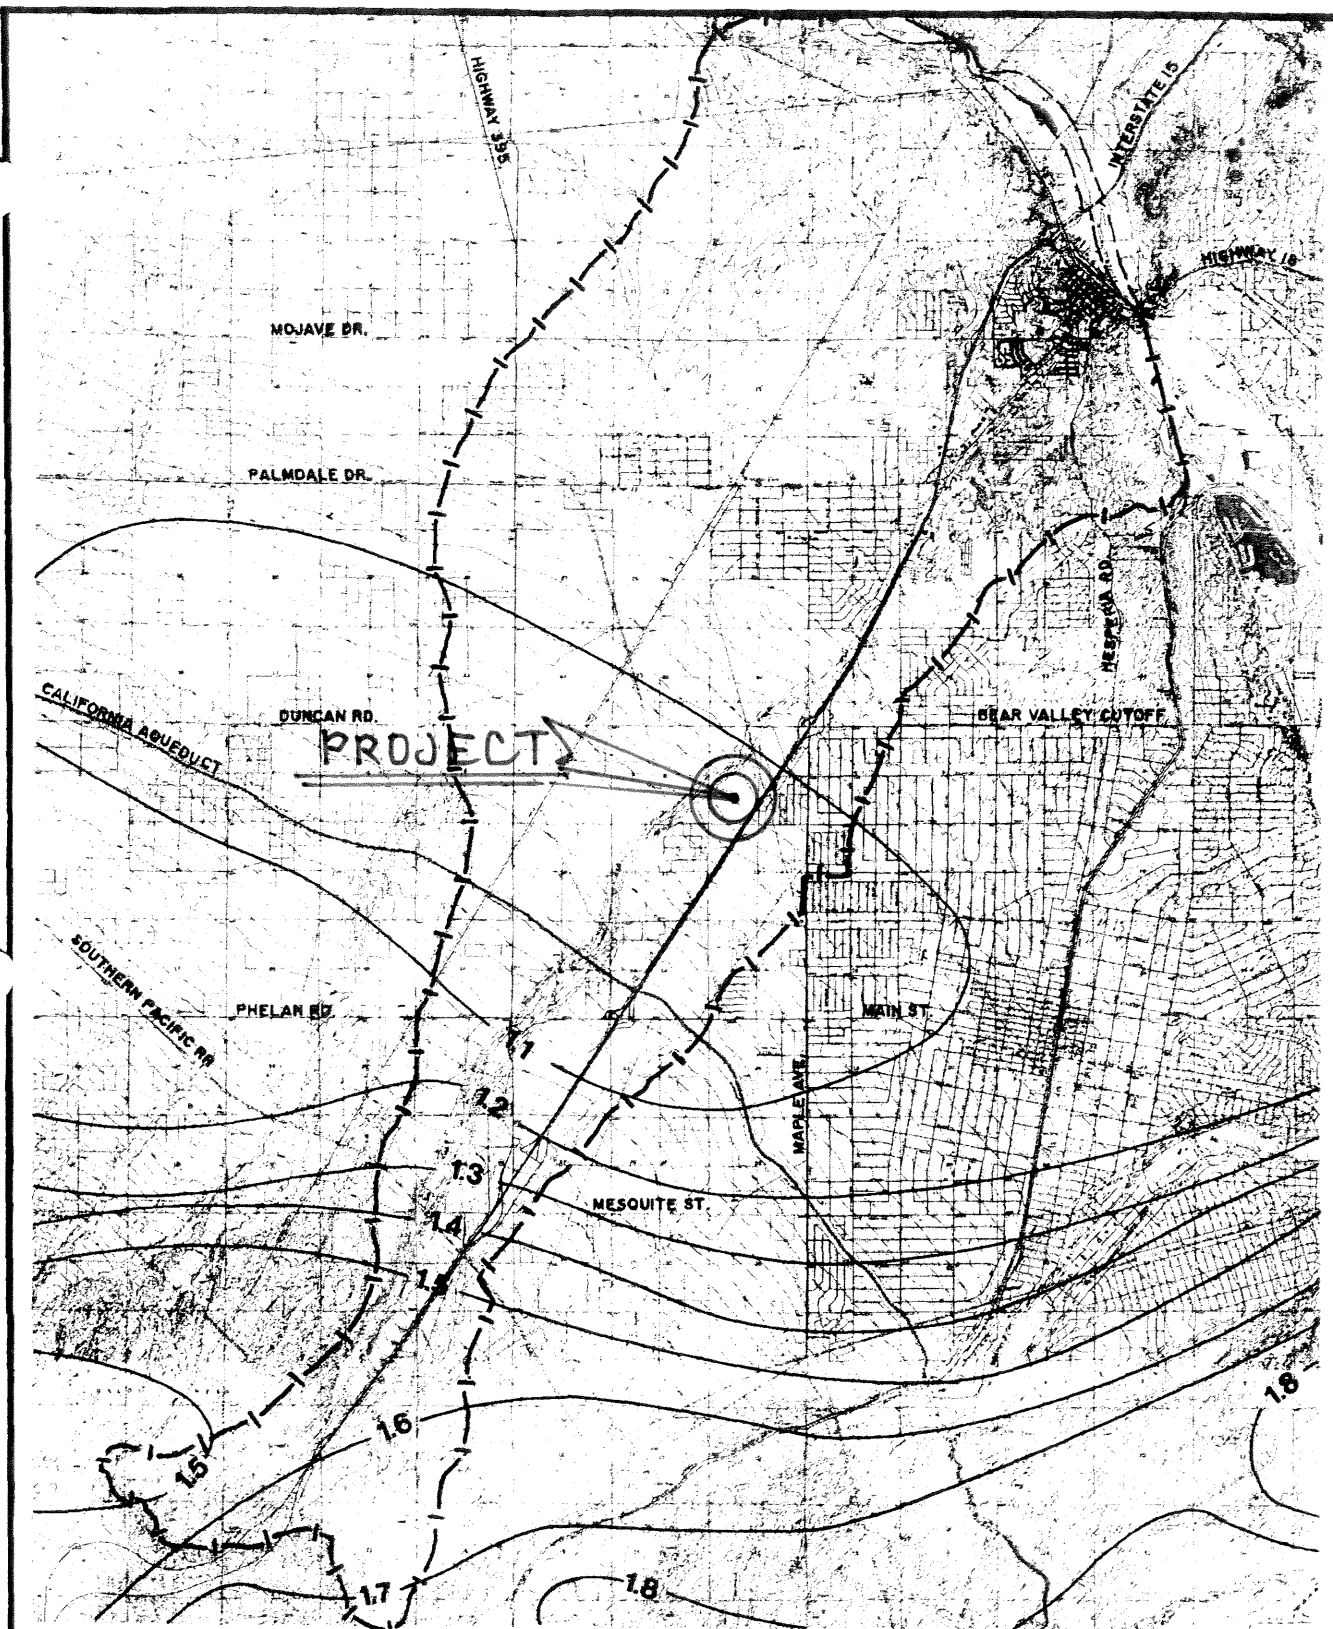 HIGHWAY 395
INTERSTATE 15
HIGHWAY 18
MOJAVE DR.
PALMDALE DR.
HESPERIA RD.
CALIFORNIA AQUEDUCT
DUNCAN RD.
BEAR VALLEY CUTOFF
PROJECT
SOUTHERN PACIFIC RR
PHELAN RD.
MAIN ST.
1.1
MAPLE AVE.
1.2
1.3
MESQUITE ST.
1.4
1.5
1.8
1.6
1.5
1.7
1.8